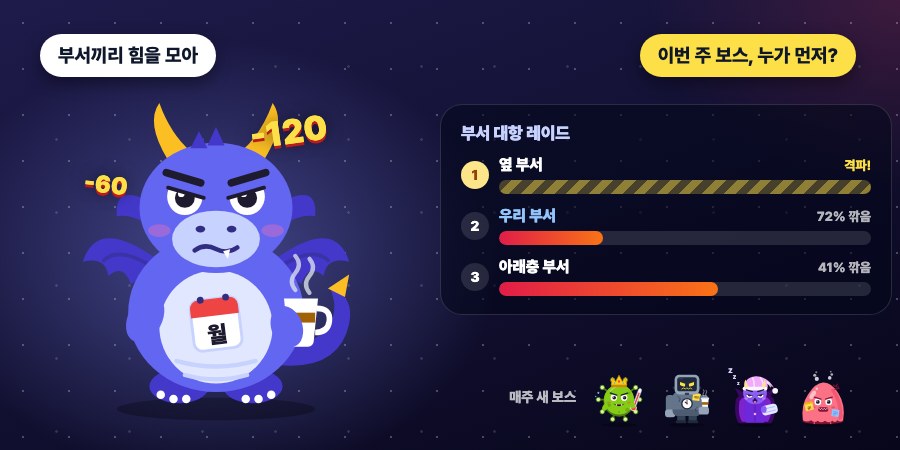 부서끼리 힘을 모아
이번 주 보스, 누가 먼저?
-120
-60
월
부서 대항 레이드
1 옆 부서 격파!
2 우리 부서 72% 깎음
3 아래층 부서 41% 깎음
매주 새 보스
z z z